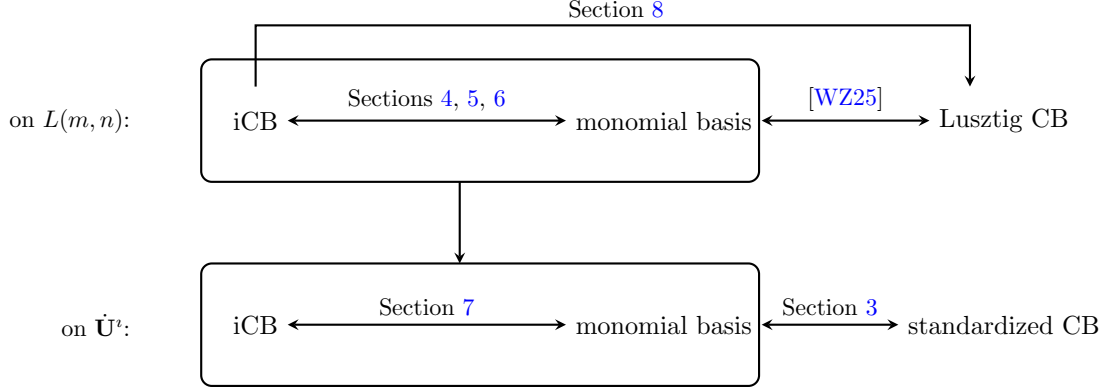 Section 8
on L(m, n):
iCB
Sections 4, 5, 6
monomial basis
[WZ25]
Lusztig CB
on U̇ᶦ:
iCB
Section 7
monomial basis
Section 3
standardized CB